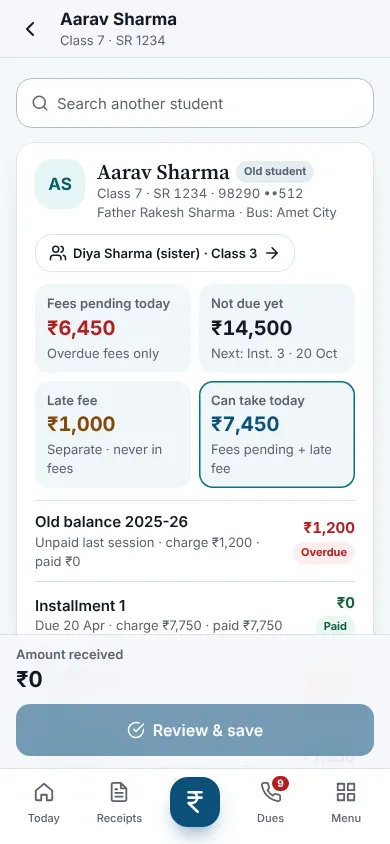 Aarav Sharma
Class 7 · SR 1234
Search another student
AS
Aarav Sharma
Old student
Class 7 · SR 1234 · 98290 ••512
Father Rakesh Sharma · Bus: Amet City
Diya Sharma (sister) · Class 3 →
Fees pending today
₹6,450
Overdue fees only
Not due yet
₹14,500
Next: Inst. 3 · 20 Oct
Late fee
₹1,000
Separate · never in
fees
Can take today
₹7,450
Fees pending + late
fee
Old balance 2025-26
Unpaid last session · charge ₹1,200 ·
paid ₹0
₹1,200
Overdue
Installment 1
Due 20 Apr · charge ₹7,750 · paid ₹7,750
₹0
Paid
Amount received
₹0
Review & save
Today
Receipts
₹
9
Dues
Menu